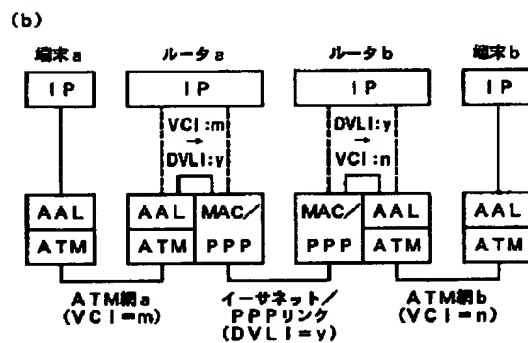 (b)
端末a ルータa ルータb 端末b
IP IP IP IP
VCI:m DVLI:y
→ →
DVLI:y VCI:n
AAL AAL MAC/ MAC/ AAL AAL
ATM ATM PPP PPP ATM ATM
ATM網a イーサネット/ ATM網b
(VCI=m) PPPリンク (VCI=n)
(DVLI=y)